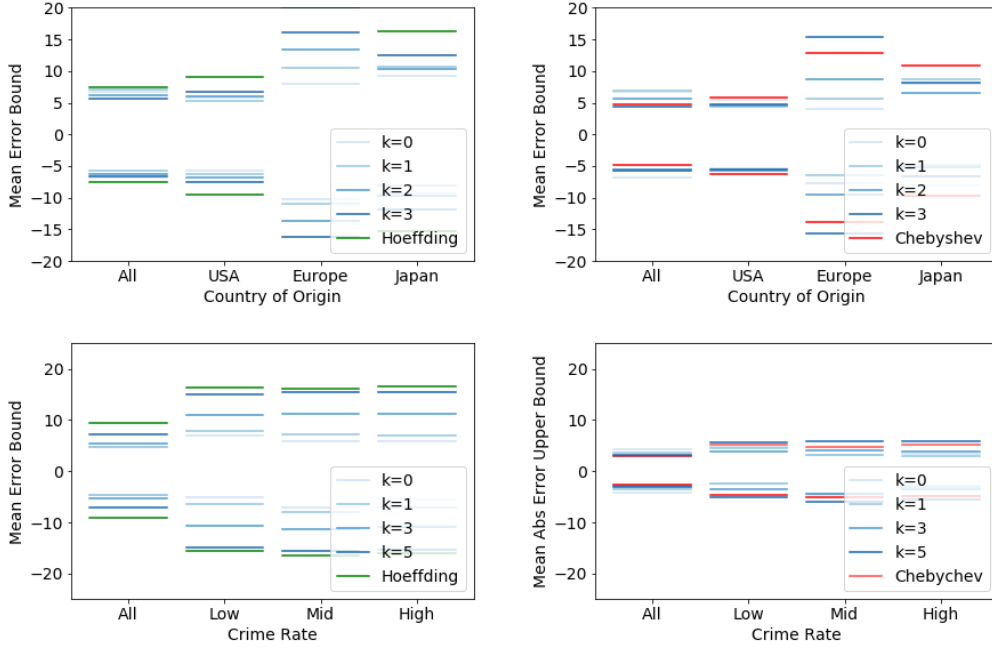 20
15
10
5
0
−5
−10
−15
−20
Mean Error Bound
k=0
k=1
k=2
k=3
Hoeffding
All USA Europe Japan
Country of Origin
20
15
10
5
0
−5
−10
−15
−20
Mean Error Bound
k=0
k=1
k=2
k=3
Chebyshev
All USA Europe Japan
Country of Origin
20
10
0
−10
−20
Mean Error Bound
k=0
k=1
k=3
k=5
Hoeffding
All Low Mid High
Crime Rate
20
10
0
−10
−20
Mean Abs Error Upper Bound
k=0
k=1
k=3
k=5
Chebychev
All Low Mid High
Crime Rate